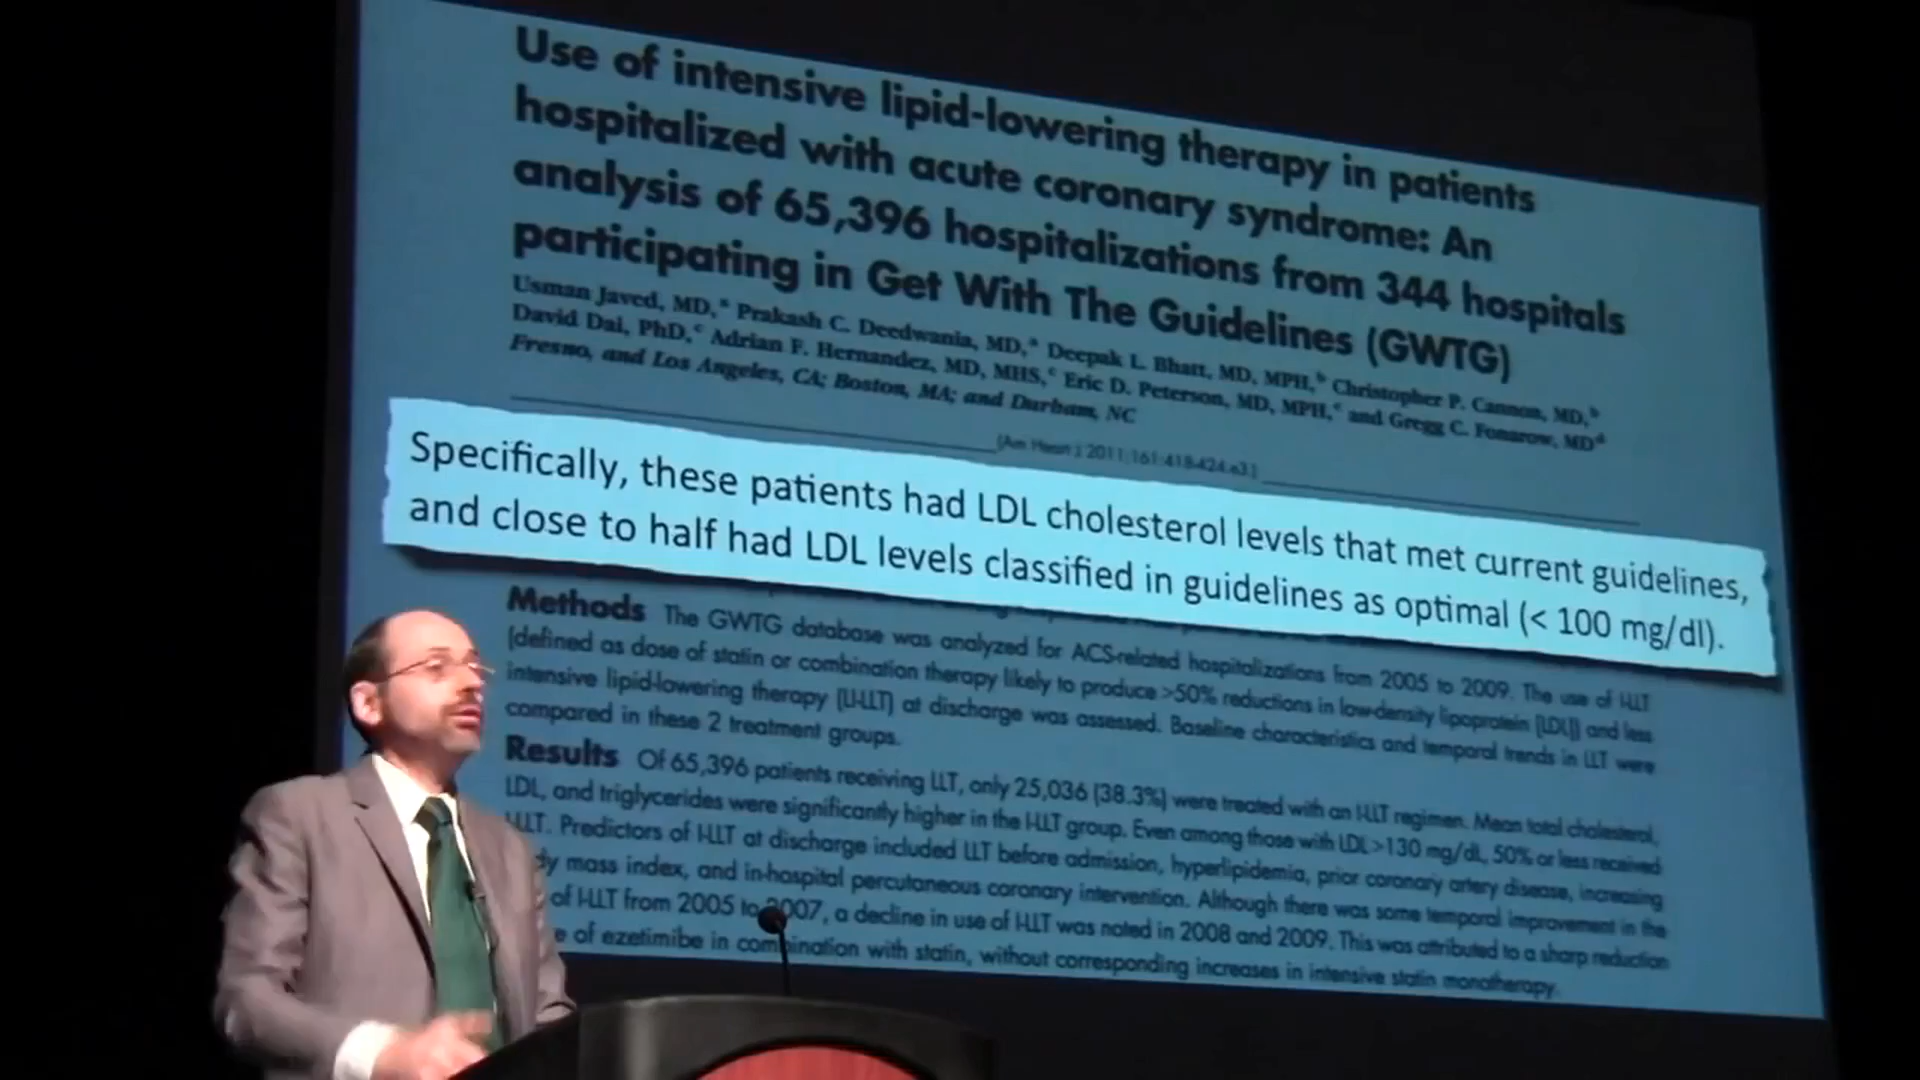 Use of intensive lipid-lowering therapy in patients
hospitalized with acute coronary syndrome: An
analysis of 65,396 hospitalizations from 344 hospitals
participating in Get With The Guidelines (GWTG)
Usman Javed, MD,ᵃ Prakash C. Deedwania, MD,ᵃ Deepak L. Bhatt, MD, MPH,ᵇ Christopher P. Cannon, MD,ᵇ
David Dai, PhD,ᶜ Adrian F. Hernandez, MD, MHS,ᶜ Eric D. Peterson, MD, MPH,ᶜ and Gregg C. Fonarow, MDᵈ
Fresno, and Los Angeles, CA; Boston, MA; and Durham, NC
(Am Heart J 2011;161:418-424.e3.)
Specifically, these patients had LDL cholesterol levels that met current guidelines,
and close to half had LDL levels classified in guidelines as optimal (< 100 mg/dl).
Methods The GWTG database was analyzed for ACS-related hospitalizations from 2005 to 2009. The use of I-LLT
(defined as dose of statin or combination therapy likely to produce >50% reductions in low-density lipoprotein [LDL]) and less
intensive lipid-lowering therapy (LI-LLT) at discharge was assessed. Baseline characteristics and temporal trends in LLT were
compared in these 2 treatment groups.
Results Of 65,396 patients receiving LLT, only 25,036 (38.3%) were treated with an I-LLT regimen. Mean total cholesterol,
LDL, and triglycerides were significantly higher in the I-LLT group. Even among those with LDL >130 mg/dL, 50% or less received
I-LLT. Predictors of I-LLT at discharge included LLT before admission, hyperlipidemia, prior coronary artery disease, increasing
mass index, and in-hospital percutaneous coronary intervention. Although there was some temporal improvement in the
of I-LLT from 2005 to 2007, a decline in use of I-LLT was noted in 2008 and 2009. This was attributed to a sharp reduction
of ezetimibe in combination with statin, without corresponding increases in intensive statin monotherapy.